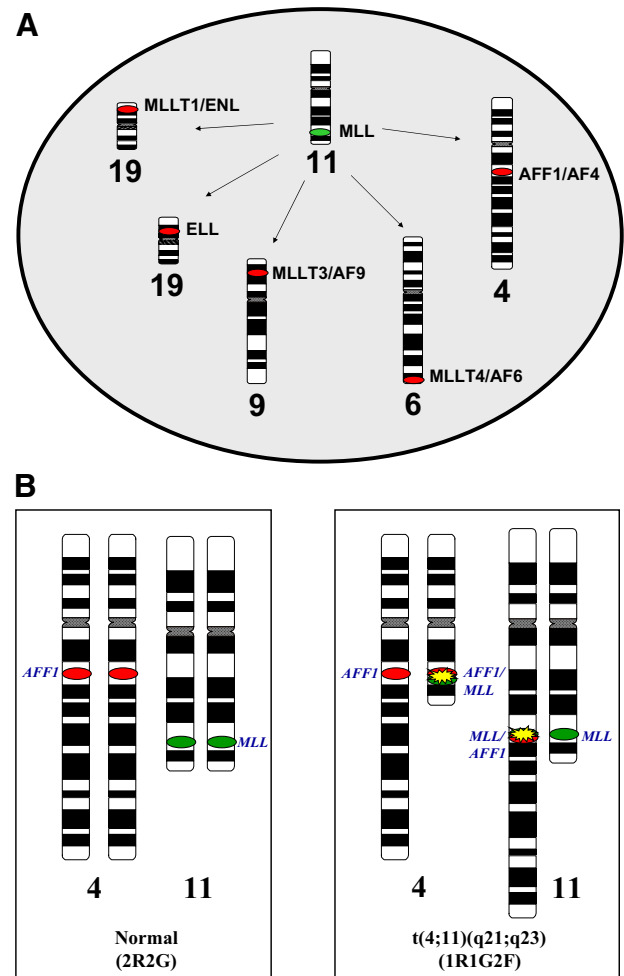 A
MLLT1/ENL
19
MLL
11
AFF1/AF4
4
ELL
19
MLLT3/AF9
9
MLLT4/AF6
6
B
AFF1
MLL
4
11
Normal
(2R2G)
AFF1
AFF1/
MLL
MLL/
AFF1
MLL
4
11
t(4;11)(q21;q23)
(1R1G2F)